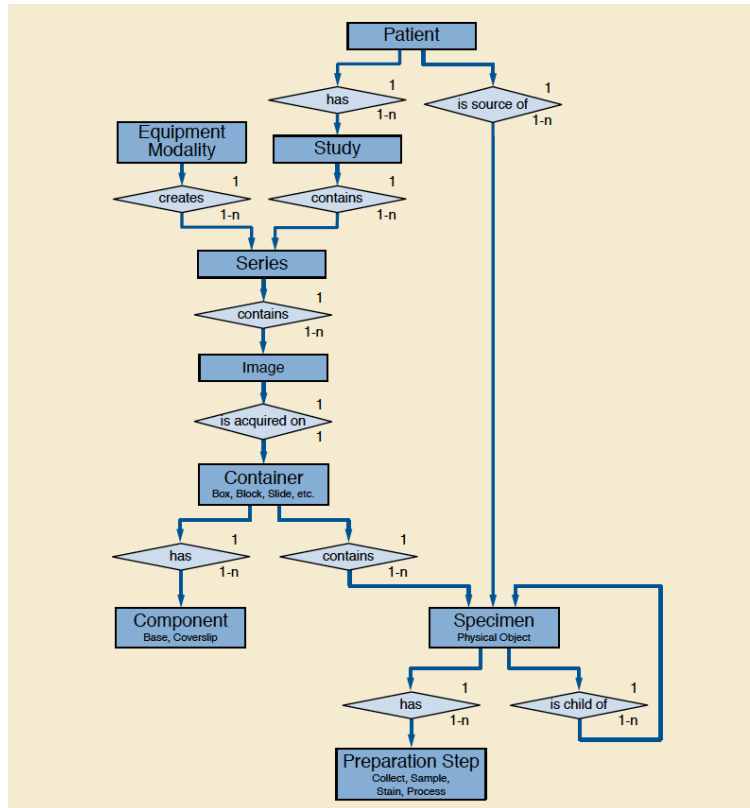 Patient
1
has
1-n
1
is source of
1-n
Equipment
Modality
Study
1
creates
1-n
1
contains
1-n
Series
1
contains
1-n
Image
1
is acquired on
1
Container
Box, Block, Slide, etc.
1
has
1-n
1
contains
1-n
Component
Base, Coverslip
Specimen
Physical Object
1
has
1-n
1
is child of
1-n
Preparation Step
Collect, Sample,
Stain, Process